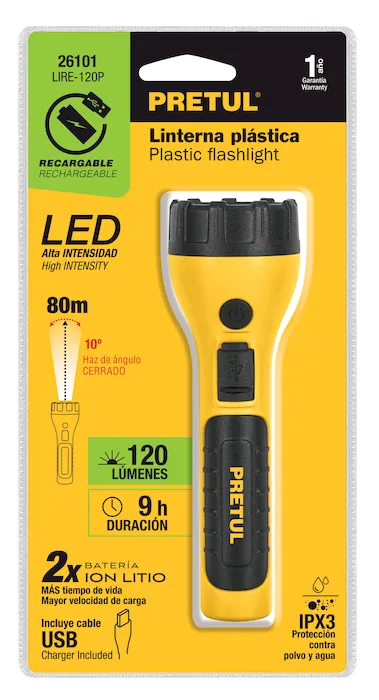 26101
LIRE-120P
RECARGABLE
RECHARGEABLE
1 año
Garantía
Warranty
PRETUL®
Linterna plástica
Plastic flashlight
LED
Alta INTENSIDAD
High INTENSITY
80m
10°
Haz de ángulo
CERRADO
120
LÚMENES
9 h
DURACIÓN
PRETUL
2x BATERÍA
ION LITIO
MÁS tiempo de vida
Mayor velocidad de carga
Incluye cable
USB
Charger Included
IPX3
Protección
contra
polvo y agua